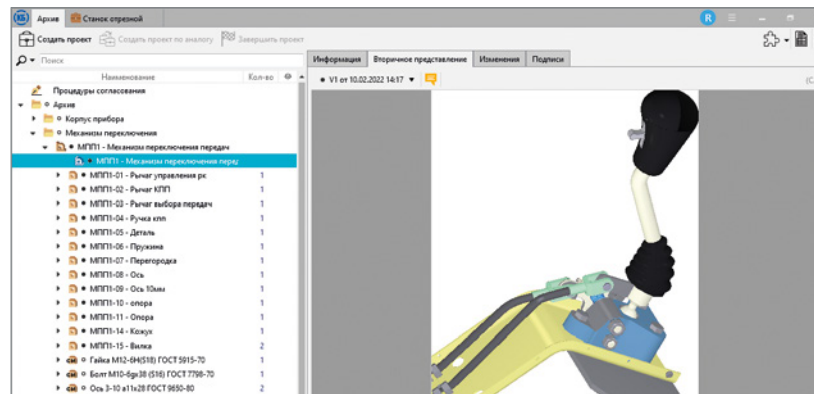 КБ Архив Станок отрезной R
Создать проект Создать проект по аналогу Завершить проект
Поиск
Информация Вторичное представление Изменения Подписи
Наименование Кол-во
V1 от 10.02.2022 14:17
Процедуры согласования
Архив
Корпус прибора
Механизм переключения
МПП1 - Механизм переключения передач
МПП1 - Механизм переключения пере
МПП1-01 - Рычаг управления рк 1
МПП1-02 - Рычаг КПП 1
МПП1-03 - Рычаг выбора передач 1
МПП1-04 - Ручка кпп 1
МПП1-05 - Деталь 1
МПП1-06 - Пружина 1
МПП1-07 - Перегородка 1
МПП1-08 - Ось 1
МПП1-09 - Ось 10мм 1
МПП1-10 - опора 1
МПП1-11 - Опора 1
МПП1-14 - Кожух 1
МПП1-15 - Вилка 2
Гайка М12-6Н(S18) ГОСТ 5915-70 1
Болт М10-6gx38 (S16) ГОСТ 7798-70 1
Ось 3-10 в11х28 ГОСТ 9650-80 2